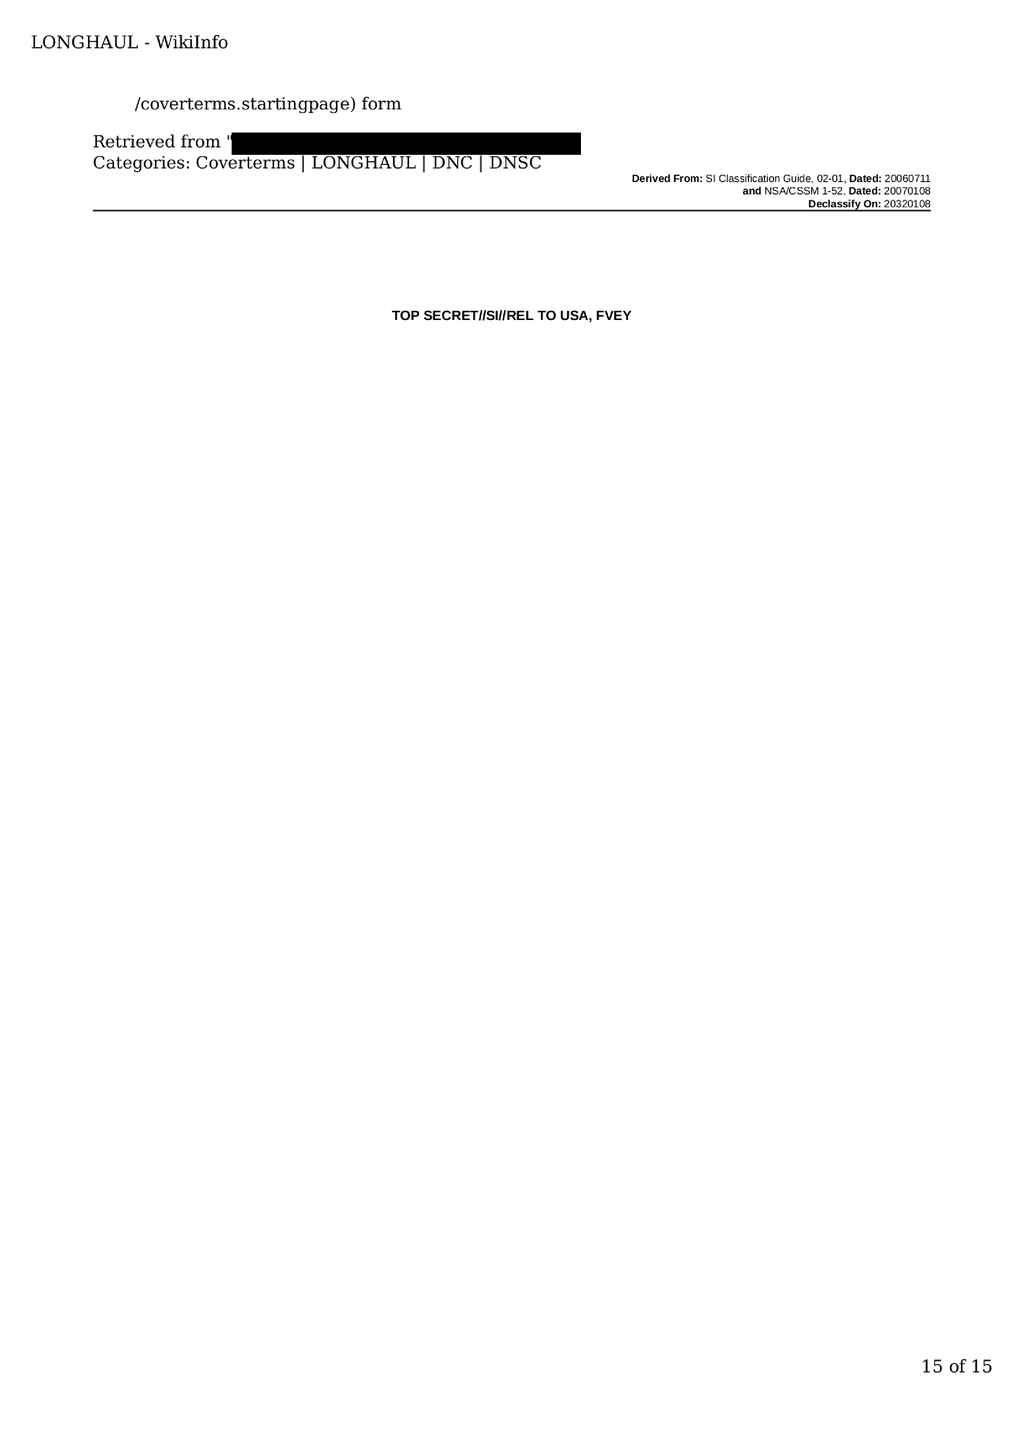 LONGHAUL - WikiInfo
/coverterms.startingpage) form
Retrieved from "
Categories: Coverterms | LONGHAUL | DNC | DNSC
Derived From: SI Classification Guide, 02-01, Dated: 20060711
and NSA/CSSM 1-52, Dated: 20070108
Declassify On: 20320108
TOP SECRET//SI//REL TO USA, FVEY
15 of 15